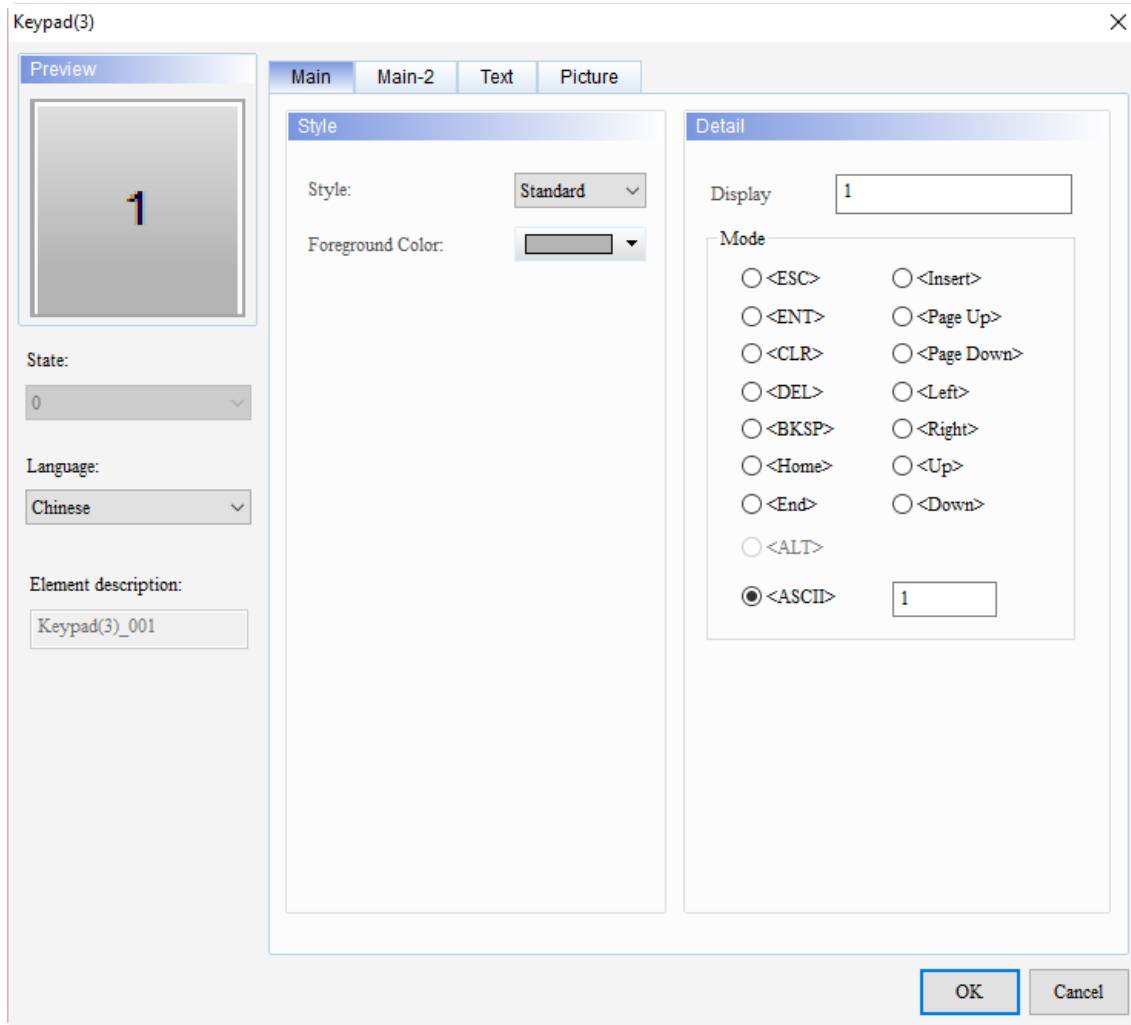 Keypad(3)
Preview
1
State:
0
Language:
Chinese
Element description:
Keypad(3)_001
Main Main-2 Text Picture
Style
Style: Standard
Foreground Color:
Detail
Display 1
Mode
<ESC> <Insert>
<ENT> <Page Up>
<CLR> <Page Down>
<DEL> <Left>
<BKSP> <Right>
<Home> <Up>
<End> <Down>
<ALT>
<ASCII> 1
OK Cancel